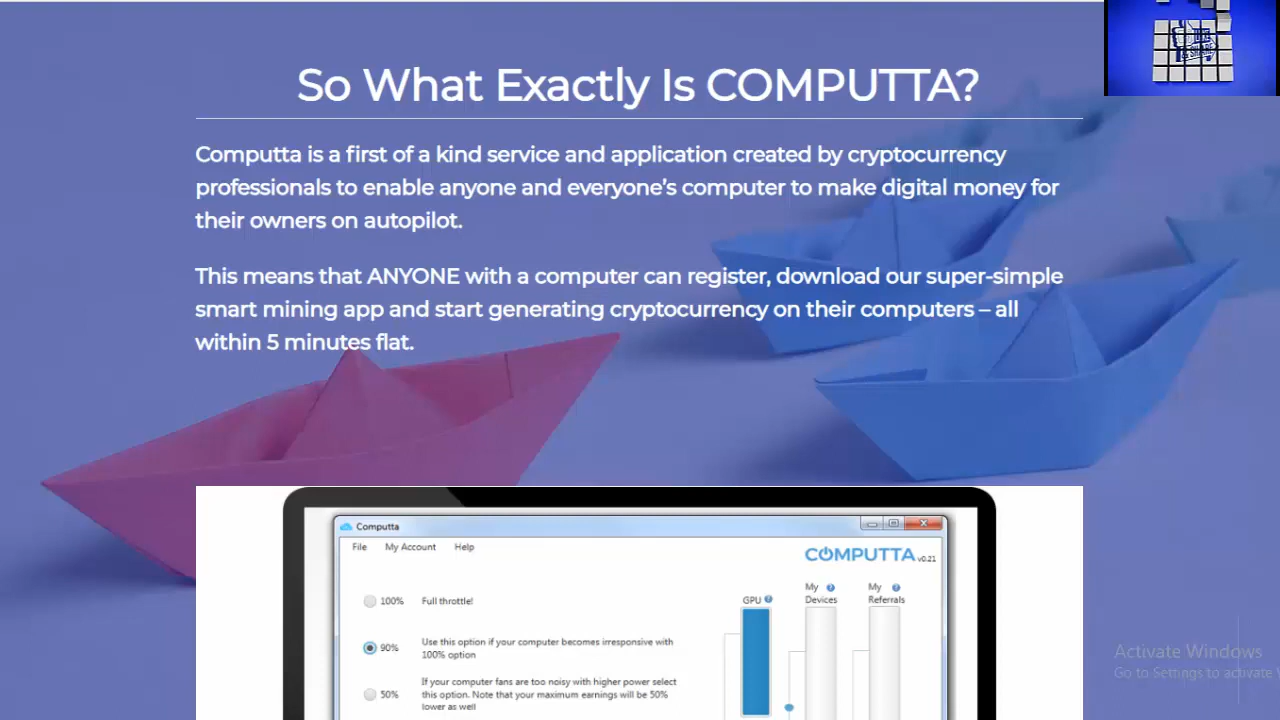 So What Exactly Is COMPUTTA?
Computta is a first of a kind service and application created by cryptocurrency
professionals to enable anyone and everyone's computer to make digital money for
their owners on autopilot.
This means that ANYONE with a computer can register, download our super-simple
smart mining app and start generating cryptocurrency on their computers – all
within 5 minutes flat.
Computta
File My Account Help
COMPUTTA v0.21
My Devices
My Referrals
GPU
100% Full throttle!
90% Use this option if your computer becomes irresponsive with
100% option
50% If your computer fans are too noisy with higher power select
this option. Note that your maximum earnings will be 50%
lower as well
Activate Windows
Go to Settings to activate